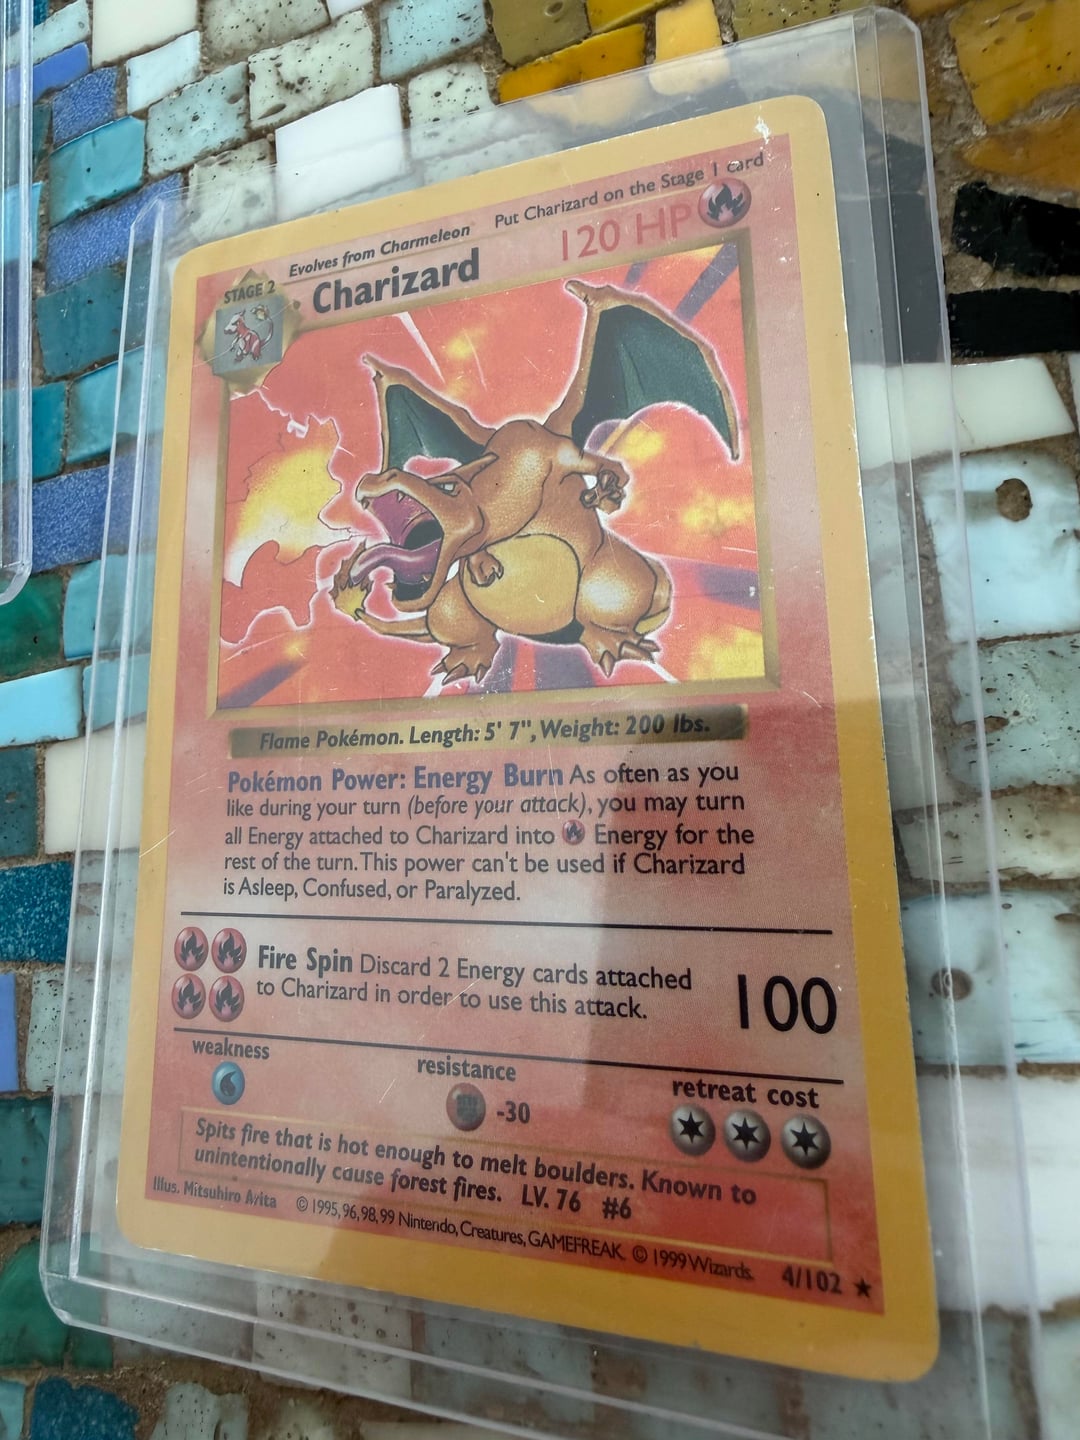 Evolves from Charmeleon Put Charizard on the Stage 1 card
STAGE 2
Charizard 120 HP
Flame Pokémon. Length: 5' 7", Weight: 200 lbs.
Pokémon Power: Energy Burn As often as you
like during your turn (before your attack), you may turn
all Energy attached to Charizard into Energy for the
rest of the turn. This power can't be used if Charizard
is Asleep, Confused, or Paralyzed.
Fire Spin Discard 2 Energy cards attached
to Charizard in order to use this attack.
100
weakness
resistance
-30
retreat cost
Spits fire that is hot enough to melt boulders. Known to
unintentionally cause forest fires. LV. 76 #6
Illus. Mitsuhiro Arita © 1995, 96, 98, 99 Nintendo, Creatures, GAMEFREAK. © 1999 Wizards. 4/102 ★